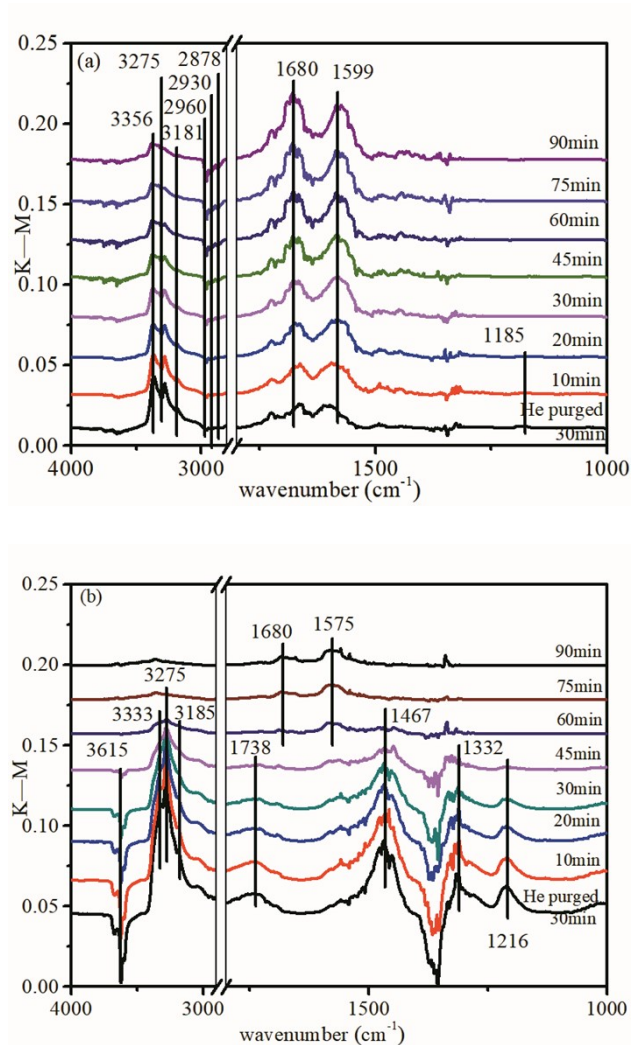 (a)
3275
2878
2930
2960
3356
3181
1680
1599
0.25
0.20
0.15
0.10
0.05
0.00
K—M
90min
75min
60min
45min
30min
20min
1185
10min
He purged
30min
4000
3000
1500
1000
wavenumber (cm⁻¹)
(b)
0.25
0.20
0.15
0.10
0.05
0.00
K—M
1680
1575
3275
3333
3185
3615
1738
1467
1332
90min
75min
60min
45min
30min
20min
10min
He purged
30min
1216
4000
3000
1500
1000
wavenumber (cm⁻¹)